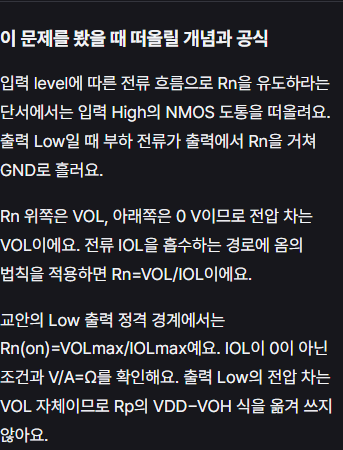 이 문제를 봤을 때 떠올릴 개념과 공식
입력 level에 따른 전류 흐름으로 Rn을 유도하라는
단서에서는 입력 High의 NMOS 도통을 떠올려요.
출력 Low일 때 부하 전류가 출력에서 Rn을 거쳐
GND로 흘러요.
Rn 위쪽은 VOL, 아래쪽은 0 V이므로 전압 차는
VOL이에요. 전류 IOL을 흡수하는 경로에 옴의
법칙을 적용하면 Rn=VOL/IOL이에요.
교안의 Low 출력 정격 경계에서는
Rn(on)=VOLmax/IOLmax예요. IOL이 0이 아닌
조건과 V/A=Ω를 확인해요. 출력 Low의 전압 차는
VOL 자체이므로 Rp의 VDD−VOH 식을 옮겨 쓰지
않아요.